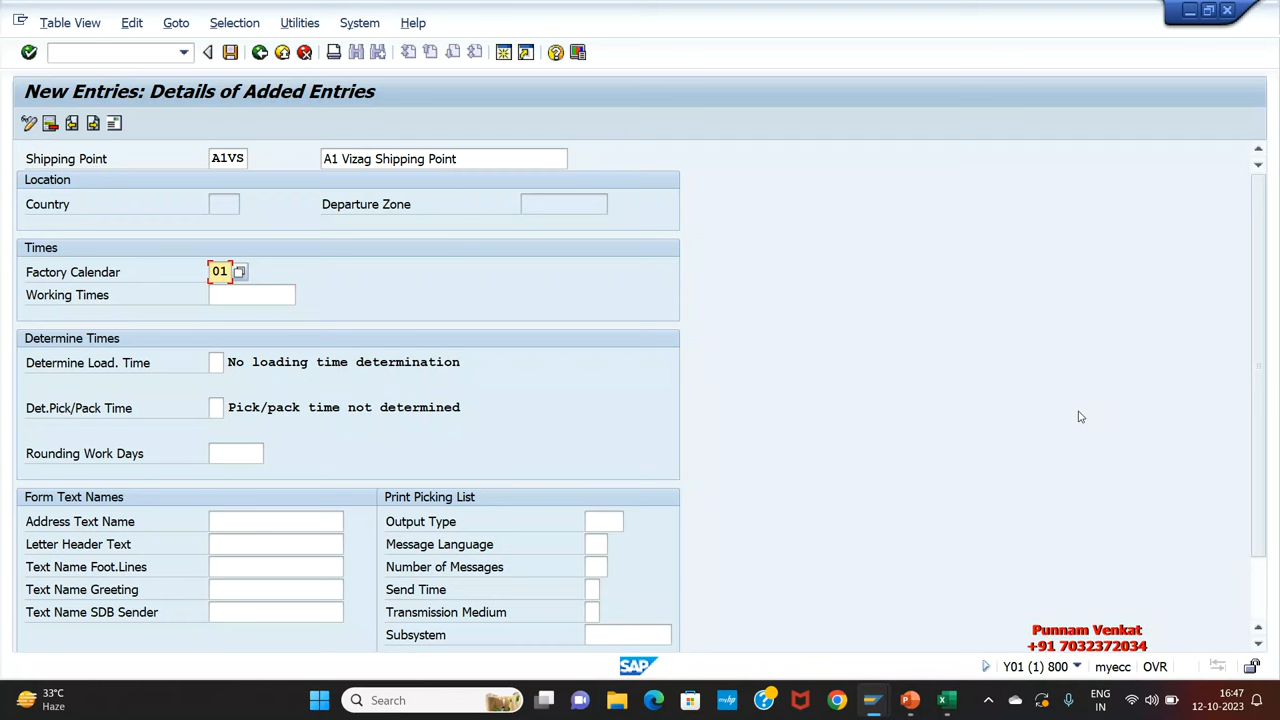 Table View Edit Goto Selection Utilities System Help
New Entries: Details of Added Entries
Shipping Point A1VS A1 Vizag Shipping Point
Location
Country Departure Zone
Times
Factory Calendar 01
Working Times
Determine Times
Determine Load. Time No loading time determination
Det.Pick/Pack Time Pick/pack time not determined
Rounding Work Days
Form Text Names Print Picking List
Address Text Name Output Type
Letter Header Text Message Language
Text Name Foot.Lines Number of Messages
Text Name Greeting Send Time
Text Name SDB Sender Transmission Medium
Subsystem
Punnam Venkat
+91 7032372034
SAP Y01 (1) 800 myecc OVR
33°C
Haze
Search
ENG
IN
16:47
12-10-2023